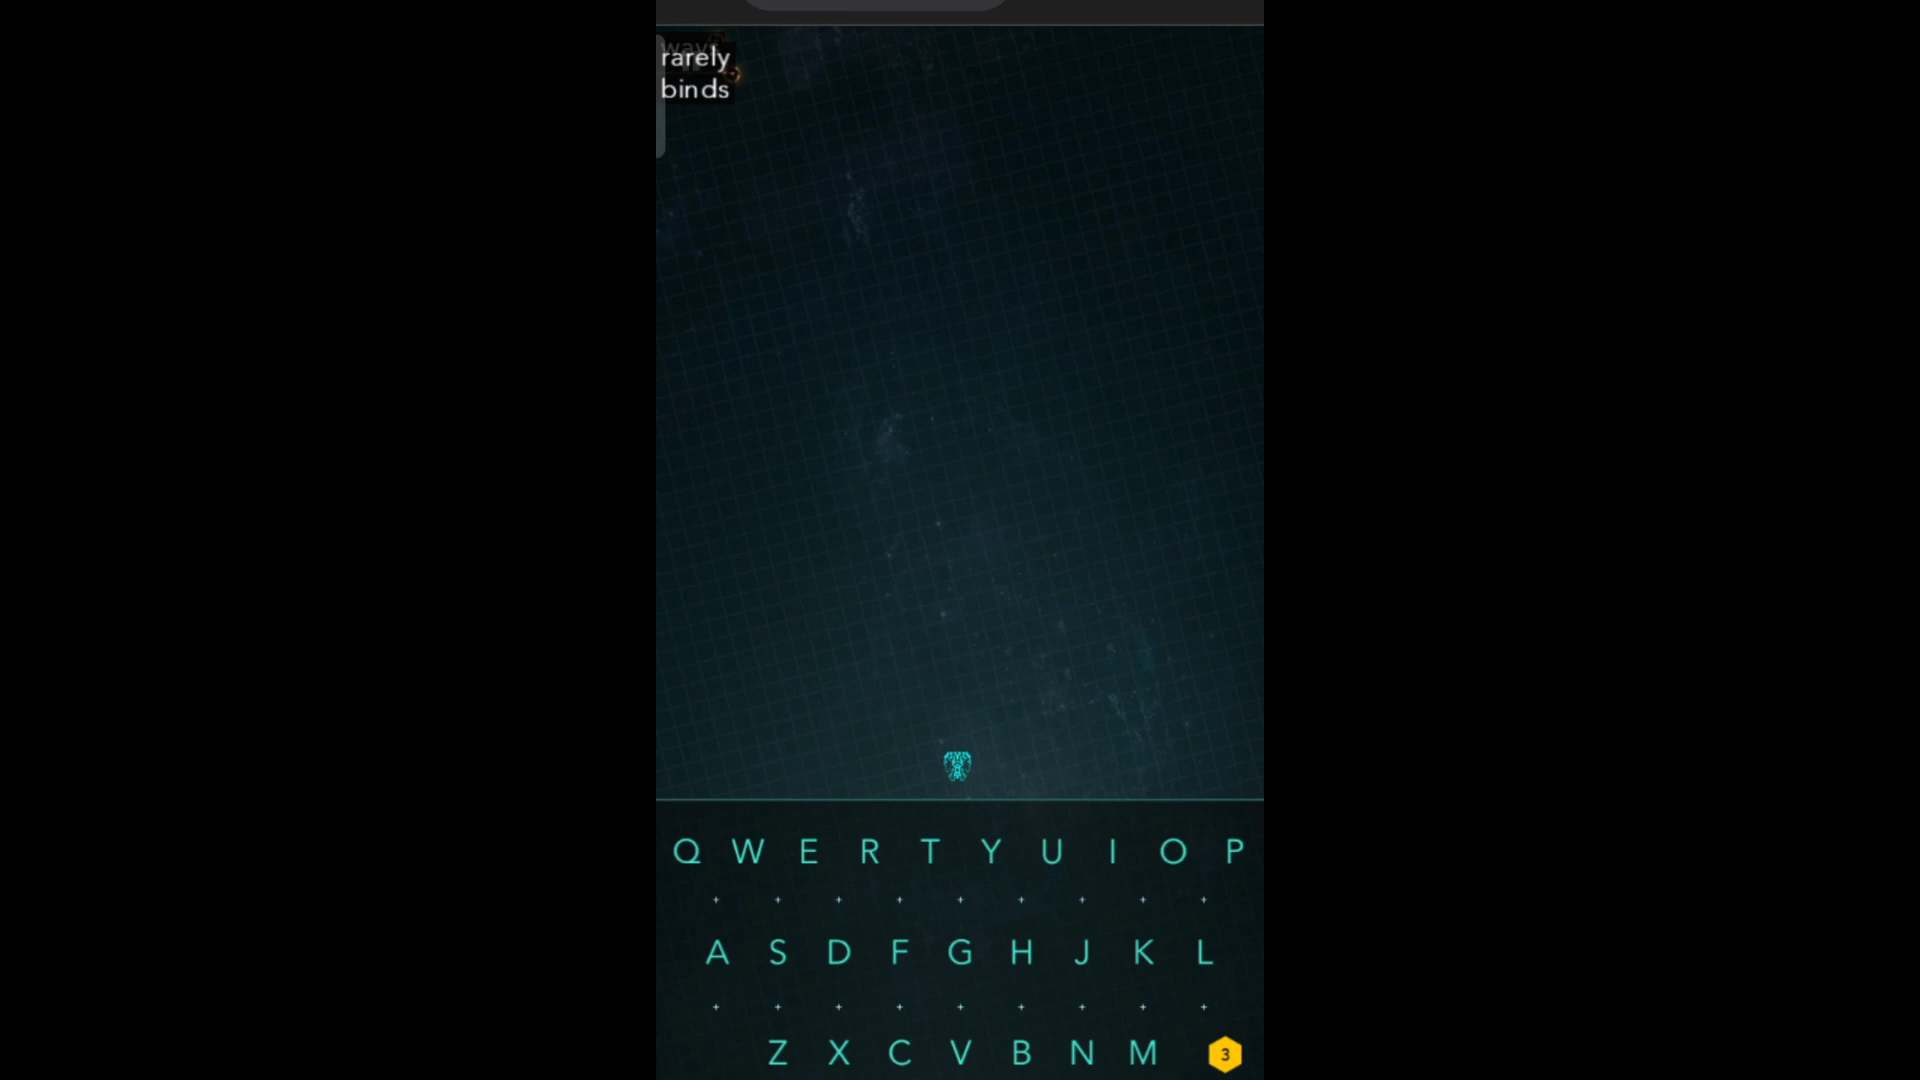 rarely
binds
Q W E R T Y U I O P
A S D F G H J K L
Z X C V B N M 3